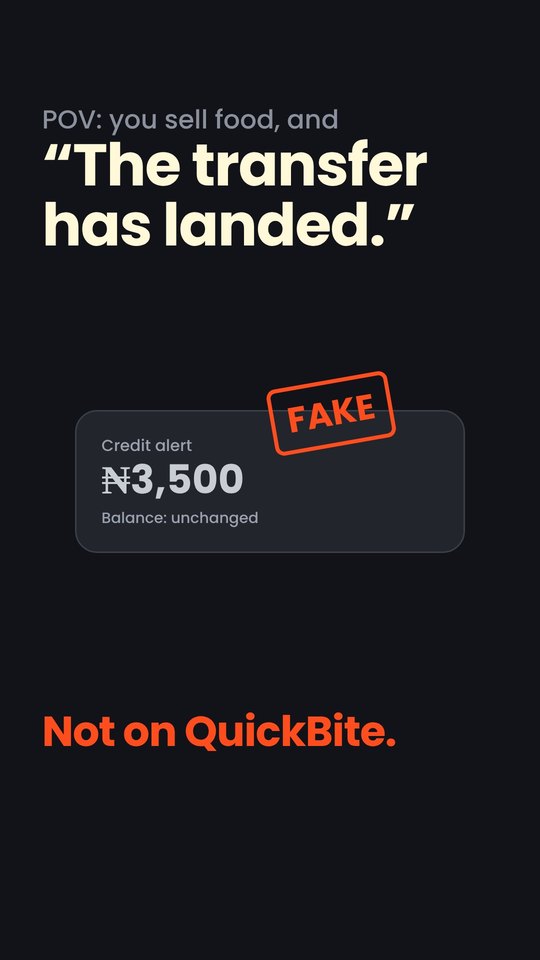 POV: you sell food, and
“The transfer
has landed.”
FAKE
Credit alert
₦3,500
Balance: unchanged
Not on QuickBite.